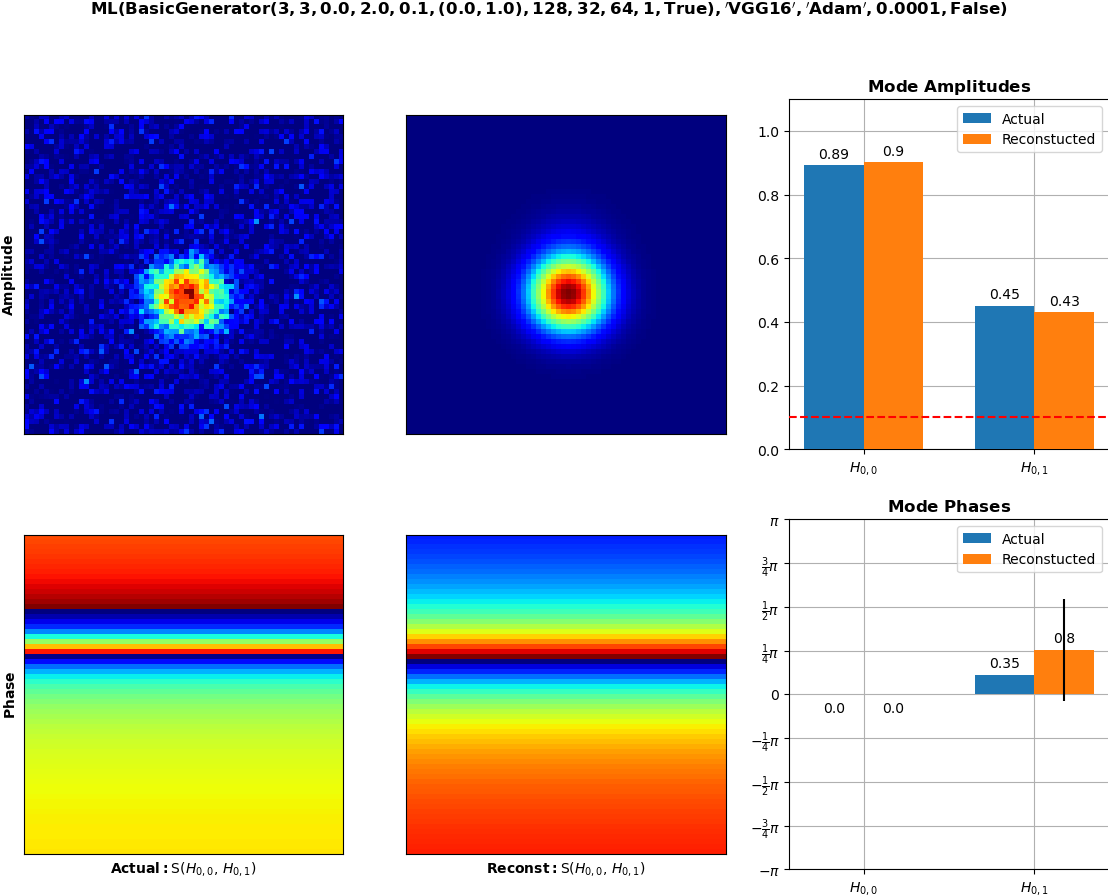 ML(BasicGenerator(3, 3, 0.0, 2.0, 0.1, (0.0, 1.0), 128, 32, 64, 1, True), ′VGG16′, ′Adam′, 0.0001, False)
Amplitude
Mode Amplitudes
Actual
Reconstucted
1.0
0.8
0.6
0.4
0.2
0.0
0.89
0.9
0.45
0.43
H0,0
H0,1
Phase
Actual: S(H0,0, H0,1)
Reconst: S(H0,0, H0,1)
Mode Phases
Actual
Reconstucted
π
3/4π
1/2π
1/4π
0
−1/4π
−1/2π
−3/4π
−π
0.0
0.0
0.35
0.8
H0,0
H0,1